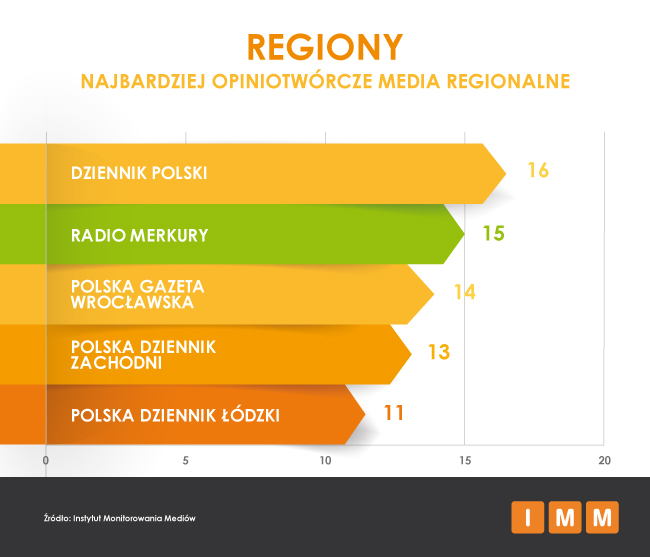 REGIONY
NAJBARDZIEJ OPINIOTWÓRCZE MEDIA REGIONALNE
DZIENNIK POLSKI
16
RADIO MERKURY
15
POLSKA GAZETA
WROCŁAWSKA
14
POLSKA DZIENNIK
ZACHODNI
13
POLSKA DZIENNIK ŁÓDZKI
11
0 5 10 15 20
Źródło: Instytut Monitorowania Mediów
IMM